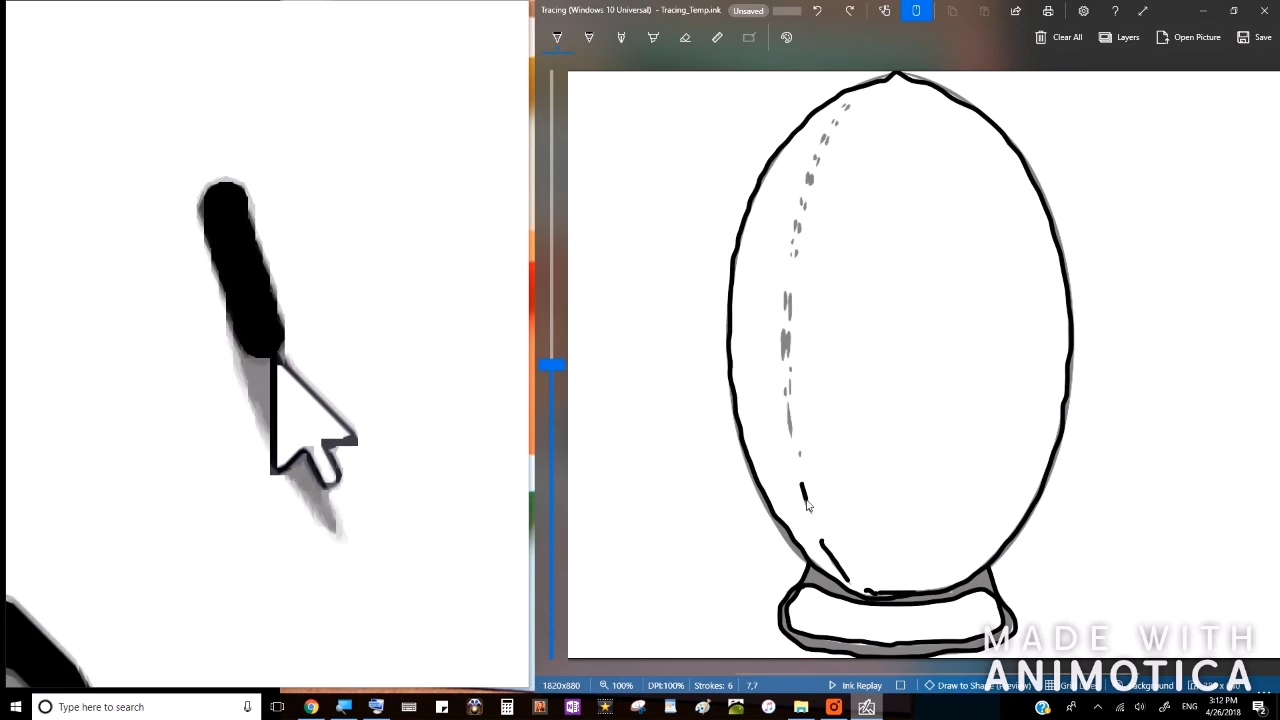 Tracing (Windows 10 Universal) - Tracing_Temp.ink
Unsaved
Clear All
Layers
Open Picture
Save
MADE WITH
ANIMOTICA
1820x880
100%
DPI:100%
Strokes: 6
7,7
Ink Replay
Draw to Shape (Preview)
Type here to search
ENG
3:12 PM
4/26/2018